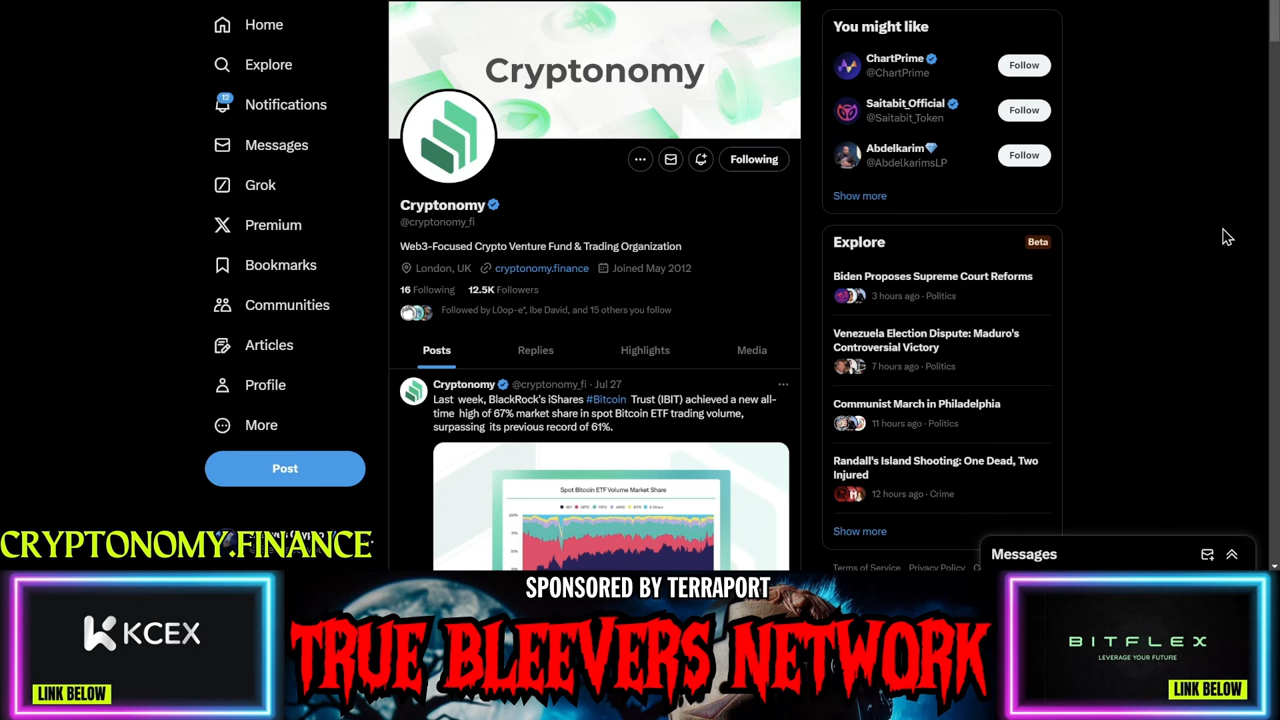 Home
Explore
12
Notifications
Messages
Grok
Premium
Bookmarks
Communities
Articles
Profile
More
Post
Cryptonomy
Following
Cryptonomy
@cryptonomy_fi
Web3-Focused Crypto Venture Fund & Trading Organization
London, UK cryptonomy.finance Joined May 2012
16 Following 12.5K Followers
Followed by L0op-e*, Ibe David, and 15 others you follow
Posts Replies Highlights Media
Cryptonomy @cryptonomy_fi · Jul 27
Last week, BlackRock's iShares #Bitcoin Trust (IBIT) achieved a new all-
time high of 67% market share in spot Bitcoin ETF trading volume,
surpassing its previous record of 61%.
Spot Bitcoin ETF Volume Market Share
100%
75%
50%
You might like
ChartPrime
@ChartPrime
Follow
Saitabit_Official
@Saitabit_Token
Follow
Abdelkarim
@AbdelkarimsLP
Follow
Show more
Explore Beta
Biden Proposes Supreme Court Reforms
3 hours ago · Politics
Venezuela Election Dispute: Maduro's
Controversial Victory
7 hours ago · Politics
Communist March in Philadelphia
11 hours ago · Politics
Randall's Island Shooting: One Dead, Two
Injured
12 hours ago · Crime
Show more
Terms of Service Privacy Policy
Messages
CRYPTONOMY.FINANCE
KCEX
LINK BELOW
SPONSORED BY TERRAPORT
TRUE BLEEVERS NETWORK
BITFLEX
LEVERAGE YOUR FUTURE
LINK BELOW